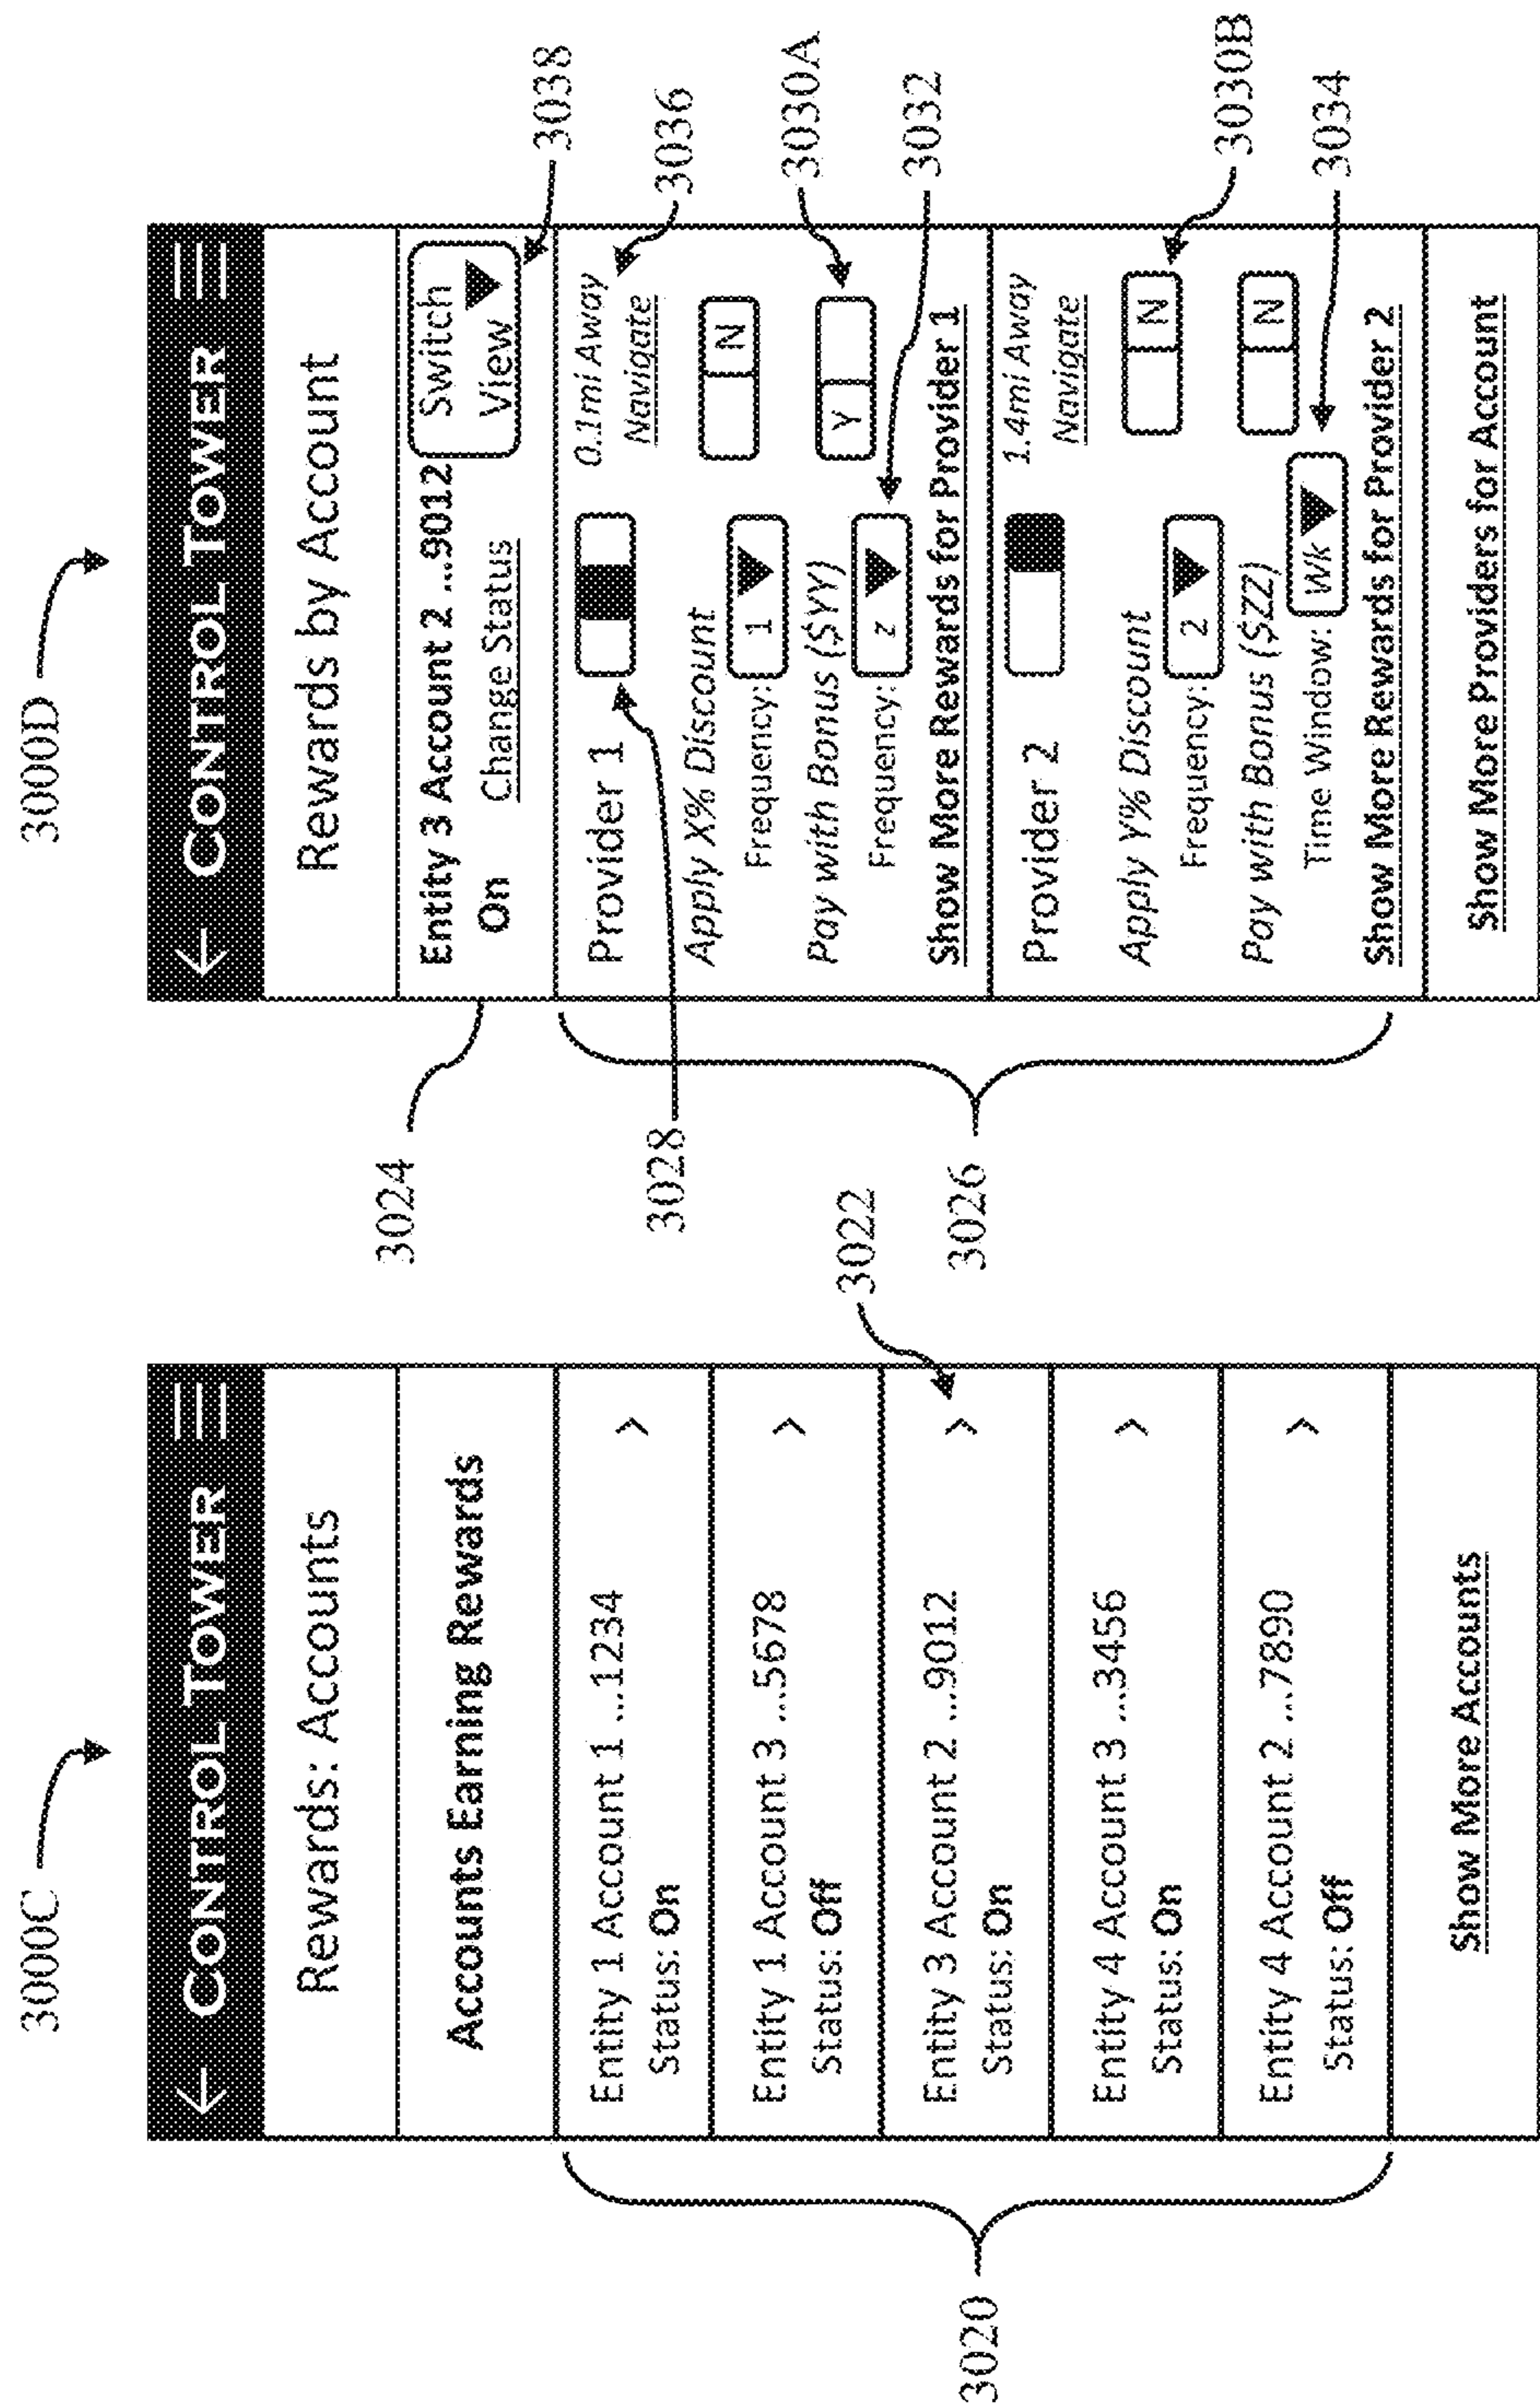 3000C
← CONTROL TOWER
Rewards: Accounts
Accounts Earning Rewards
Entity 1 Account 1 ...1234 >
Status: On
Entity 1 Account 3 ...5678 >
Status: Off
Entity 3 Account 2 ...9012 >
Status: On
Entity 4 Account 3 ...3456 >
Status: On
Entity 4 Account 2 ...7890 >
Status: Off
Show More Accounts
3020
3022
3000D
← CONTROL TOWER
Rewards by Account
Entity 3 Account 2 ...9012
On Change Status
Switch
View
Provider 1
0.1mi Away
Navigate
Apply X% Discount
Frequency: 1
N
Pay with Bonus ($YY)
Frequency: z
Y
Show More Rewards for Provider 1
Provider 2
1.4mi Away
Navigate
Apply Y% Discount
Frequency: 2
N
Pay with Bonus ($ZZ)
Time Window: Wk
N
Show More Rewards for Provider 2
Show More Providers for Account
3024
3028
3026
3038
3036
3030A
3032
3030B
3034